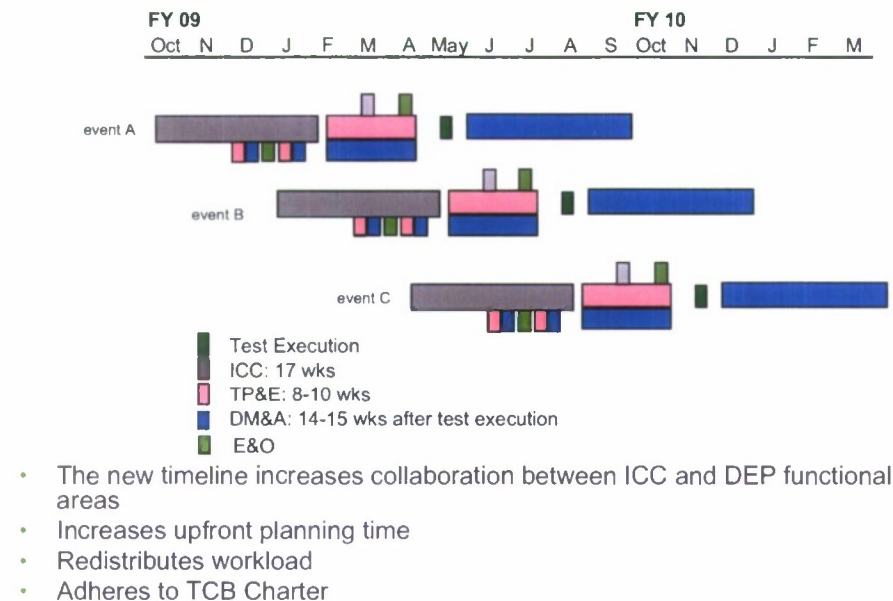 FY 09 FY 10
Oct N D J F M A May J J A S Oct N D J F M
event A
event B
event C
Test Execution
ICC: 17 wks
TP&E: 8-10 wks
DM&A: 14-15 wks after test execution
E&O
• The new timeline increases collaboration between ICC and DEP functional
areas
• Increases upfront planning time
• Redistributes workload
• Adheres to TCB Charter